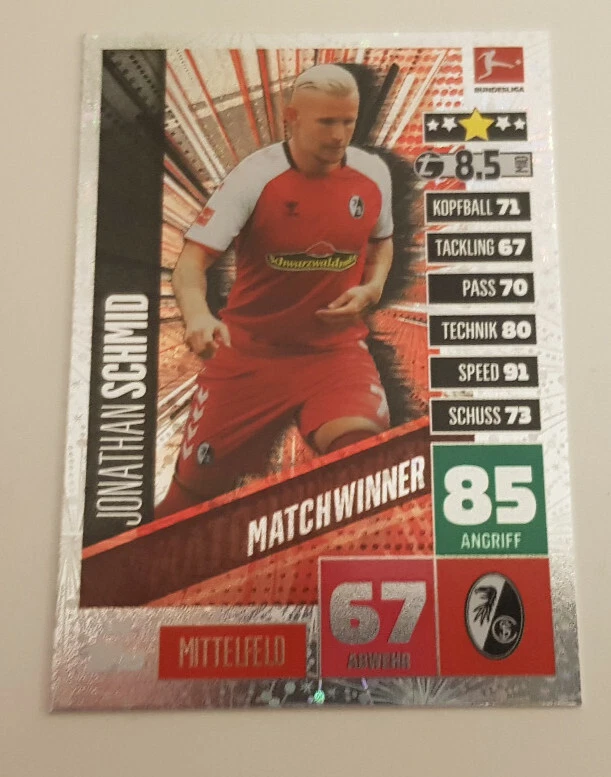 BUNDESLIGA
8.5
KOPFBALL 71
TACKLING 67
PASS 70
TECHNIK 80
SPEED 91
SCHUSS 73
JONATHAN SCHMID
Schwarzwaldmilch
MATCHWINNER
85
ANGRIFF
67
ABWEHR
MITTELFELD